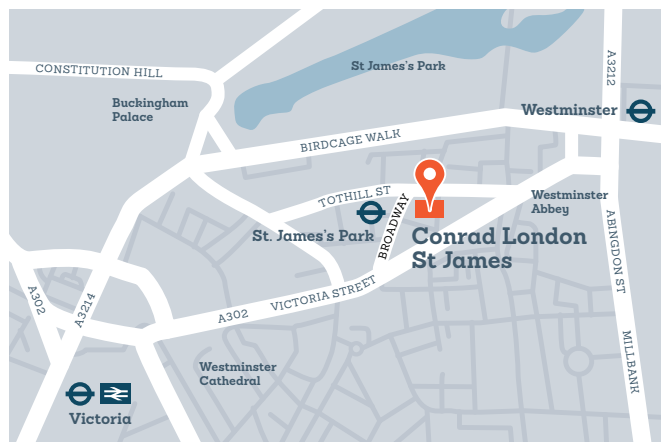 CONSTITUTION HILL
St James's Park
A3212
Buckingham
Palace
Westminster
BIRDCAGE WALK
TOTHILL ST
Westminster
Abbey
BROADWAY
St. James's Park
Conrad London
St James
ABINGDON ST
A302
A3214
A302
VICTORIA STREET
MILLBANK
Westminster
Cathedral
Victoria